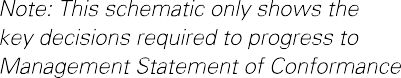 Note: This schematic only shows the
key decisions required to progress to
Management Statement of Conformance